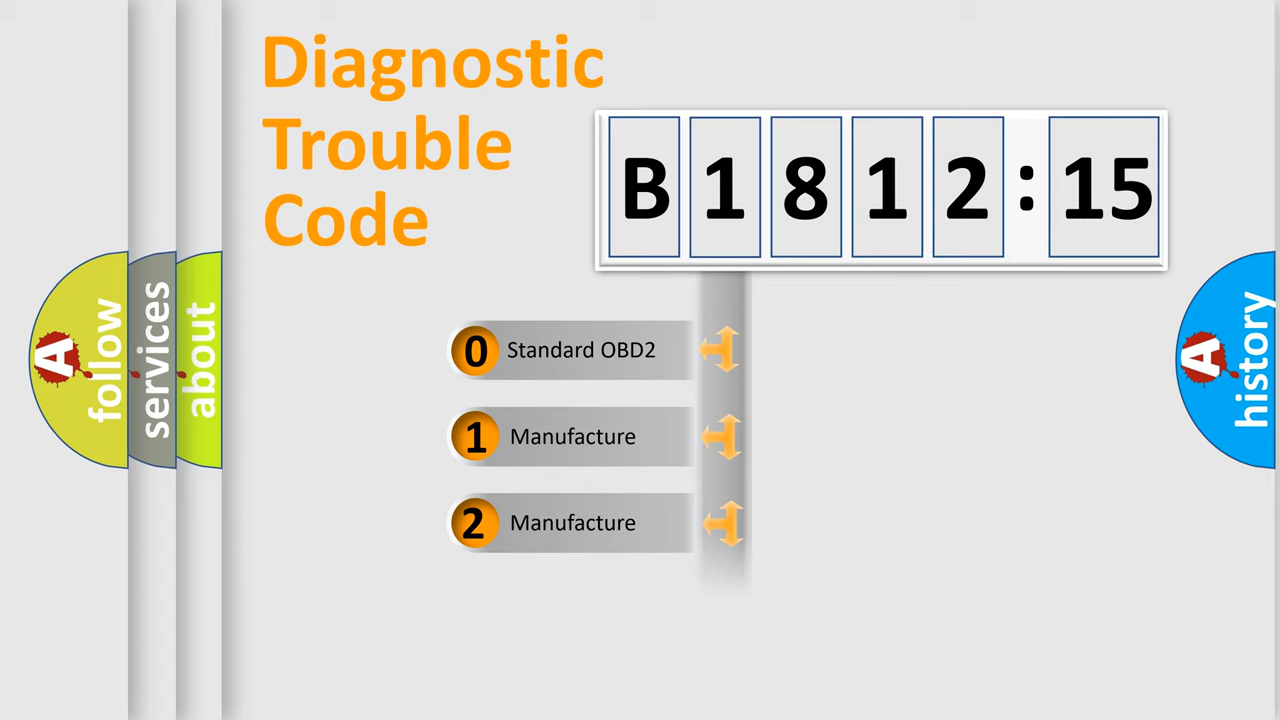 Diagnostic
Trouble
Code
B 1 8 1 2 : 15
0 Standard OBD2
1 Manufacture
2 Manufacture
A follow
services
about
A history